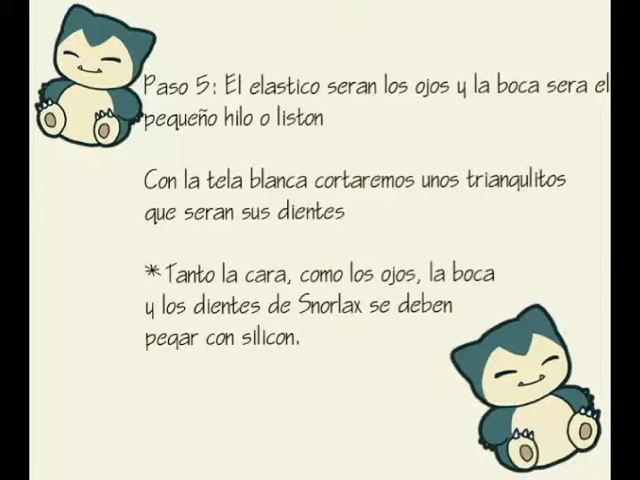 Paso 5: El elastico seran los ojos y la boca sera el
pequeño hilo o liston
Con la tela blanca cortaremos unos triangulitos
que seran sus dientes
*Tanto la cara, como los ojos, la boca
y los dientes de Snorlax se deben
pegar con silicon.